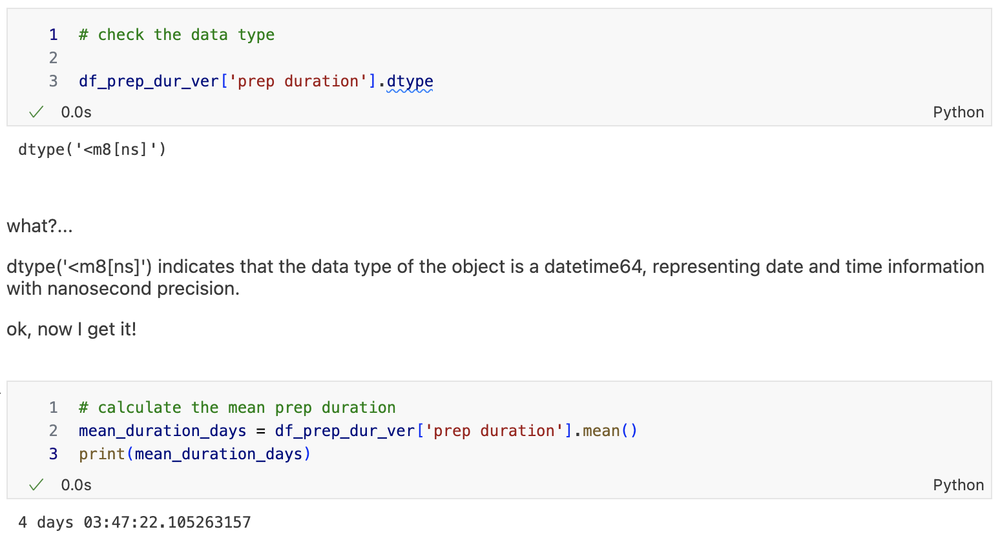 1 # check the data type
2
3 df_prep_dur_ver['prep duration'].dtype
0.0s Python
dtype('<m8[ns]')
what?...
dtype('<m8[ns]') indicates that the data type of the object is a datetime64, representing date and time information
with nanosecond precision.
ok, now I get it!
1 # calculate the mean prep duration
2 mean_duration_days = df_prep_dur_ver['prep duration'].mean()
3 print(mean_duration_days)
0.0s Python
4 days 03:47:22.105263157